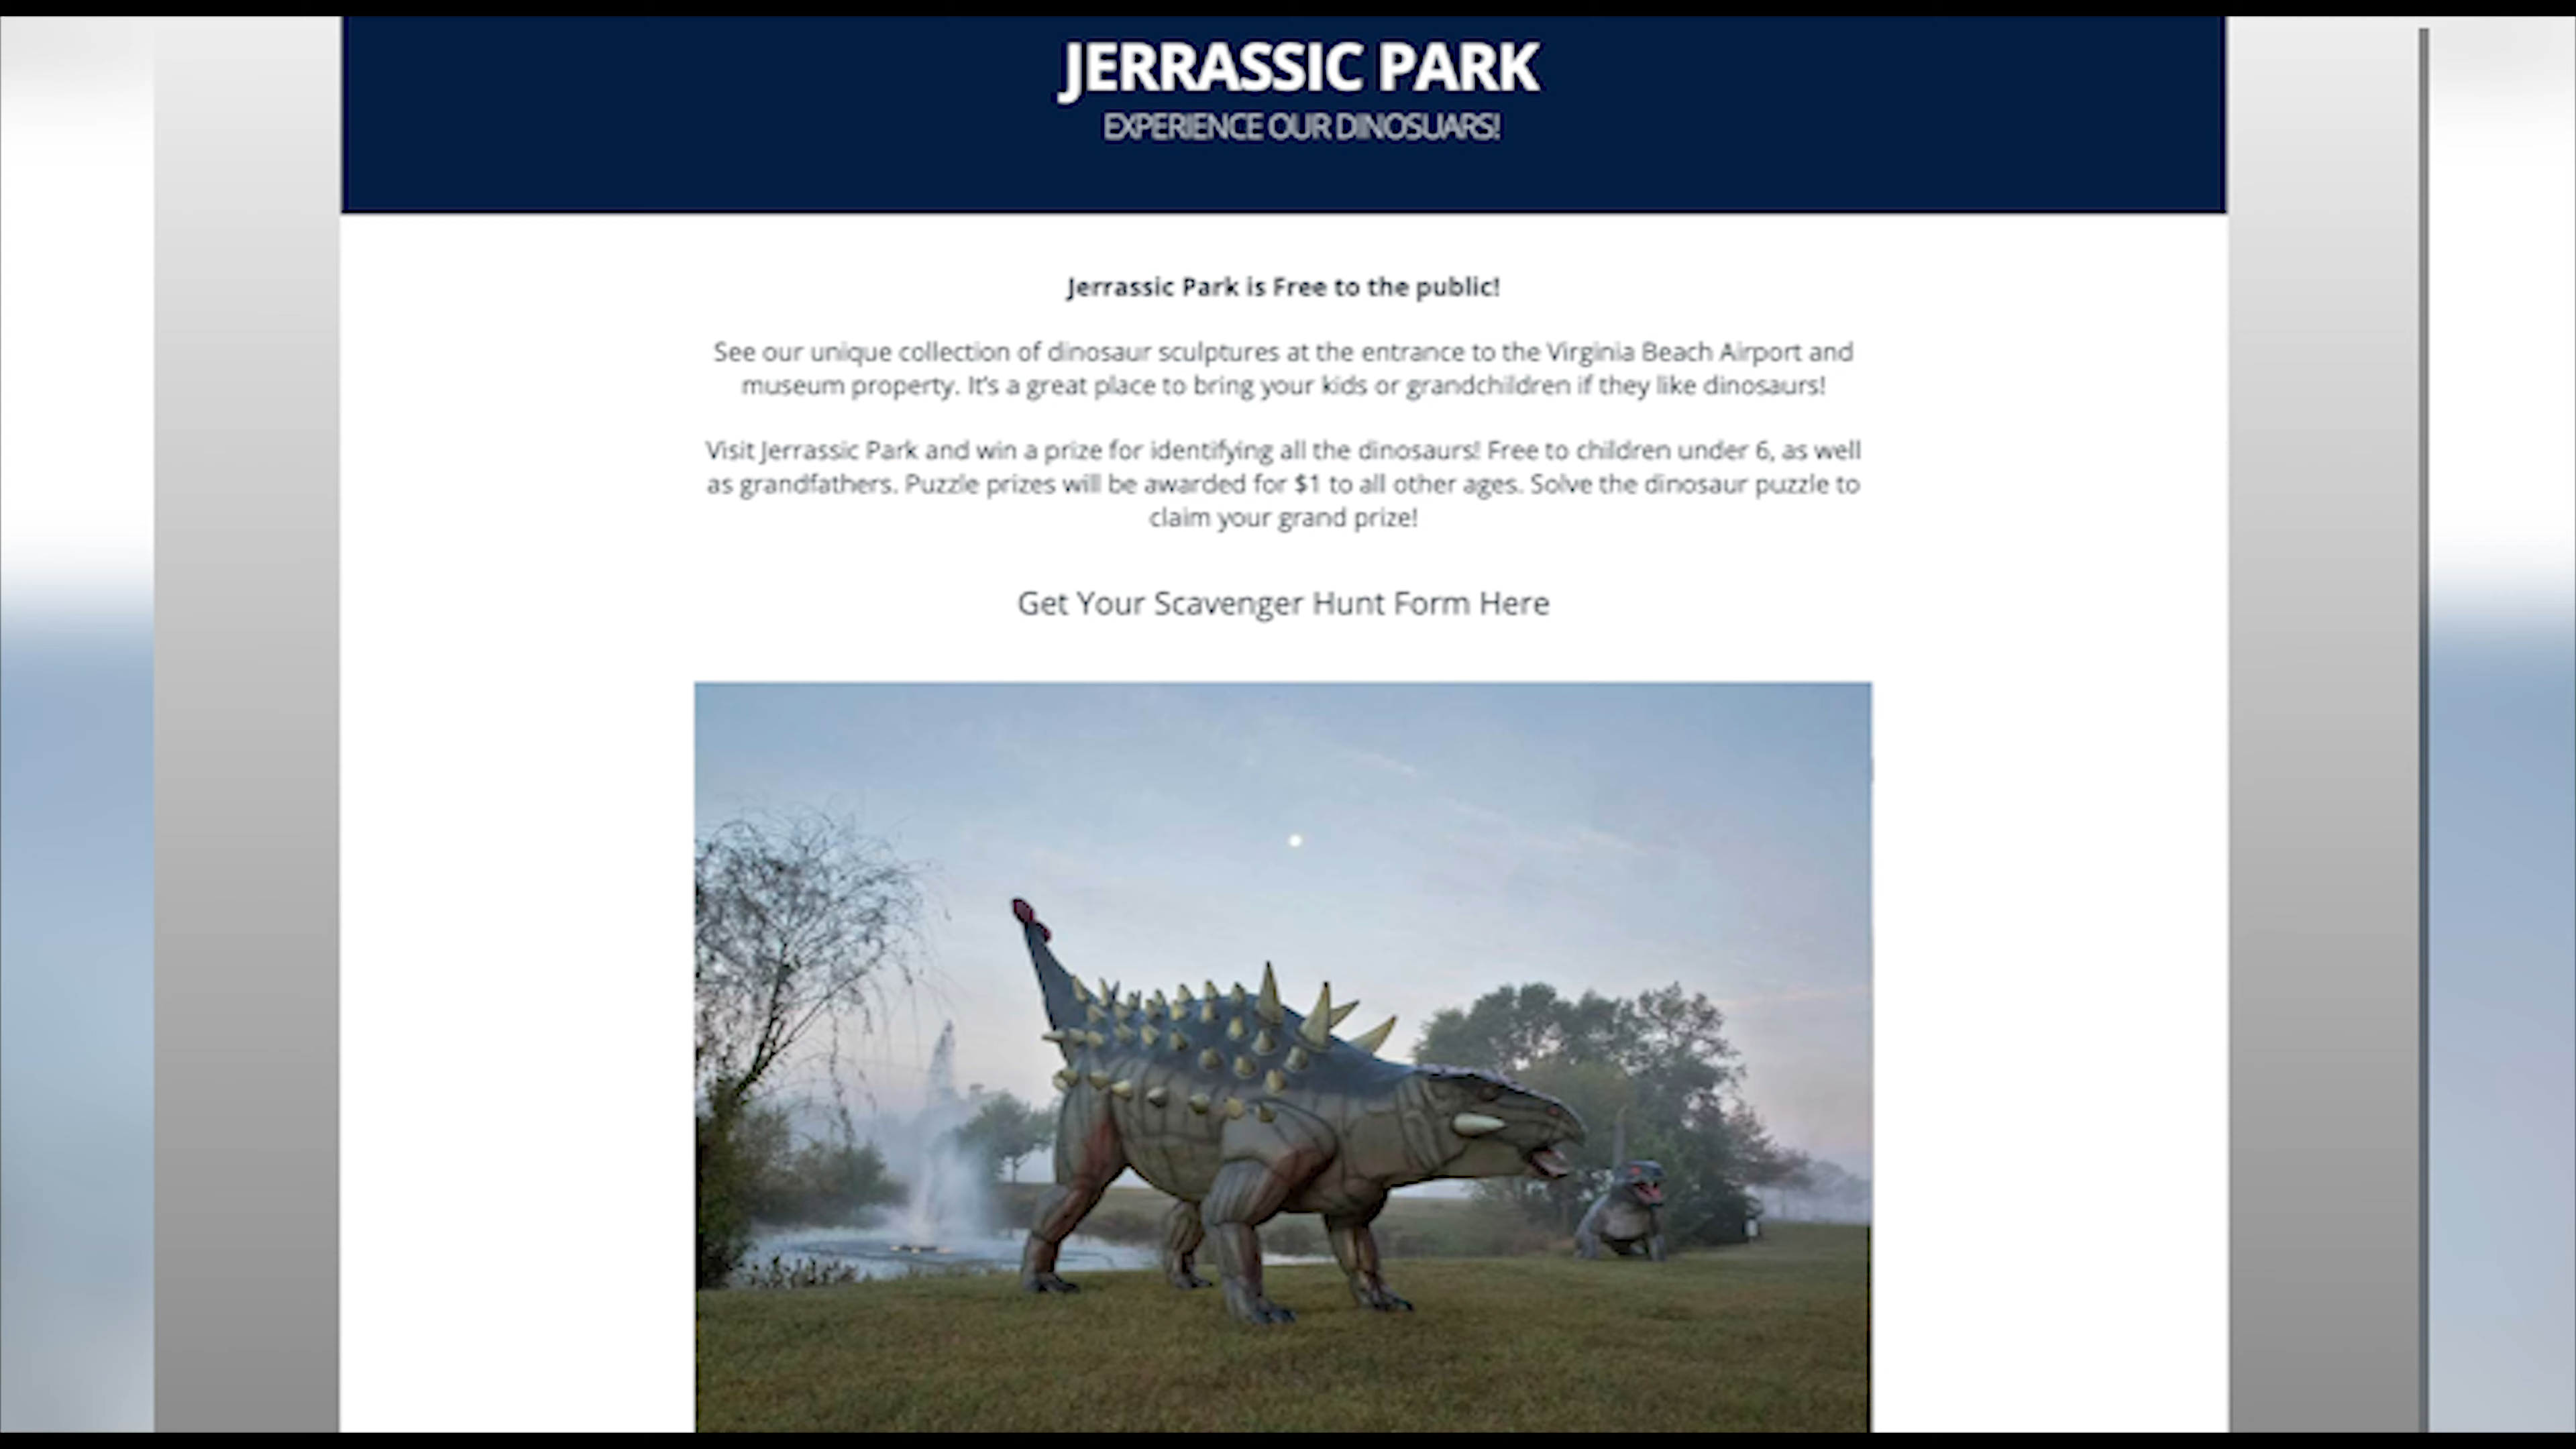 JERRASSIC PARK
EXPERIENCE OUR DINOSUARS!
Jerrassic Park is Free to the public!
See our unique collection of dinosaur sculptures at the entrance to the Virginia Beach Airport and
museum property. It's a great place to bring your kids or grandchildren if they like dinosaurs!
Visit Jerrassic Park and win a prize for identifying all the dinosaurs! Free to children under 6, as well
as grandfathers. Puzzle prizes will be awarded for $1 to all other ages. Solve the dinosaur puzzle to
claim your grand prize!
Get Your Scavenger Hunt Form Here